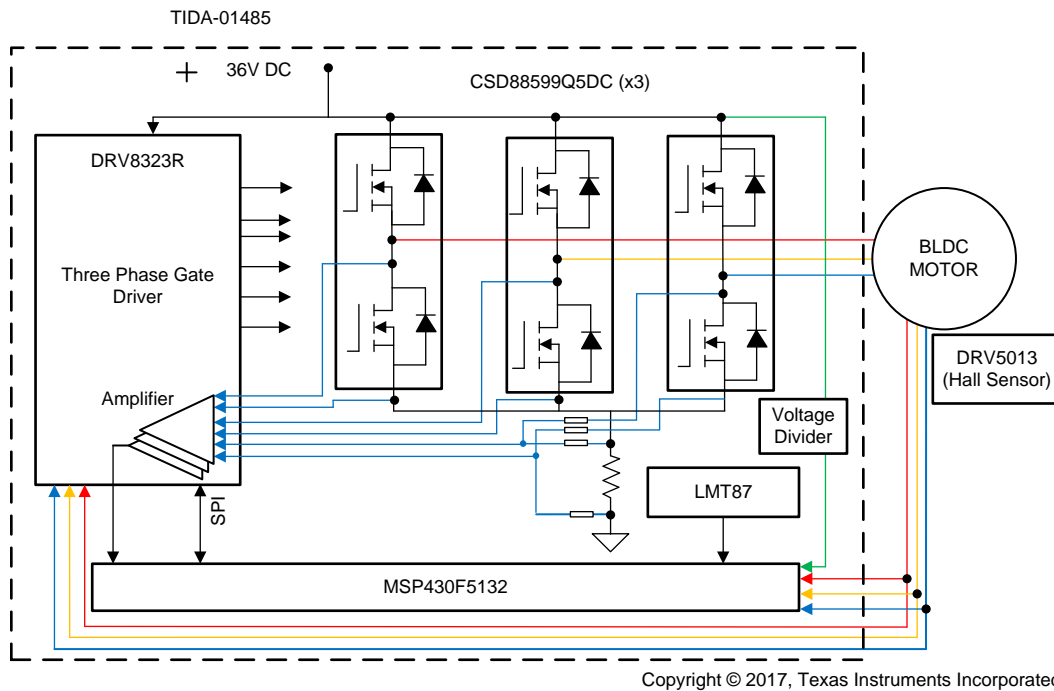 TIDA-01485
+ 36V DC
CSD88599Q5DC (x3)
DRV8323R
Three Phase Gate
Driver
Amplifier
SPI
BLDC
MOTOR
DRV5013
(Hall Sensor)
Voltage
Divider
LMT87
MSP430F5132
Copyright © 2017, Texas Instruments Incorporated